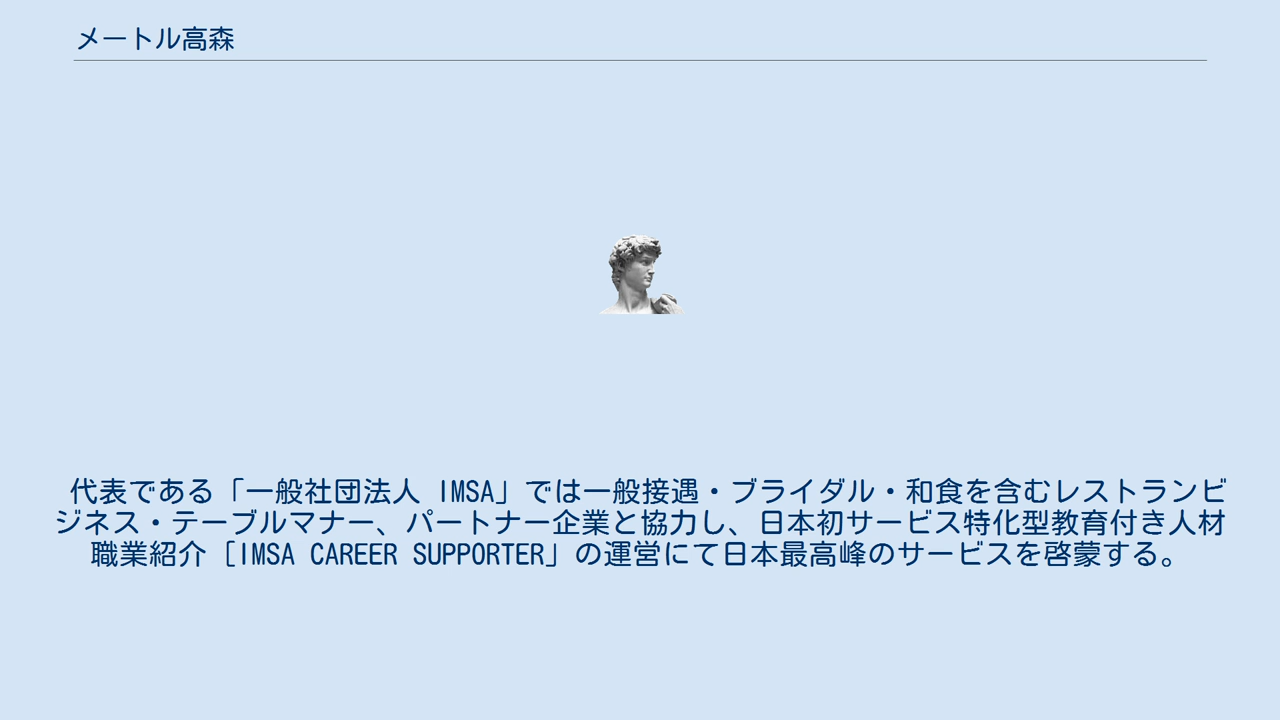 メートル高森
代表である「一般社団法人 IMSA」では一般接遇・ブライダル・和食を含むレストランビ
ジネス・テーブルマナー、パートナー企業と協力し、日本初サービス特化型教育付き人材
職業紹介［IMSA CAREER SUPPORTER」の運営にて日本最高峰のサービスを啓蒙する。